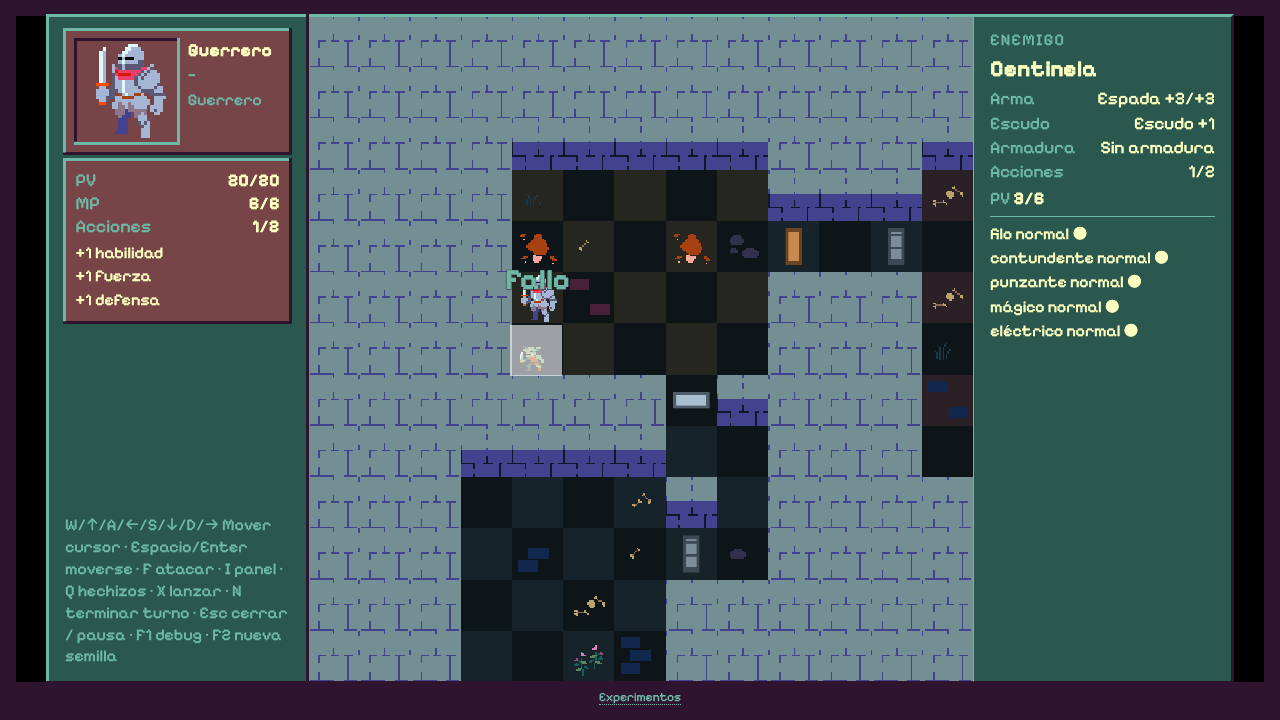 Guerrero
-
Guerrero
PV 80/80
MP 6/6
Acciones 1/2
+1 habilidad
+1 fuerza
+1 defensa
W/↑/A/←/S/↓/D/→ Mover
cursor · Espacio/Enter
moverse · F atacar · I panel ·
Q hechizos · X lanzar · N
terminar turno · Esc cerrar
/ pausa · F1 debug · F2 nueva
semilla
Fallo
ENEMIGO
Centinela
Arma Espada +3/+3
Escudo Escudo +1
Armadura Sin armadura
Acciones 1/2
PV 3/6
filo normal
contundente normal
punzante normal
mágico normal
eléctrico normal
Experimentos